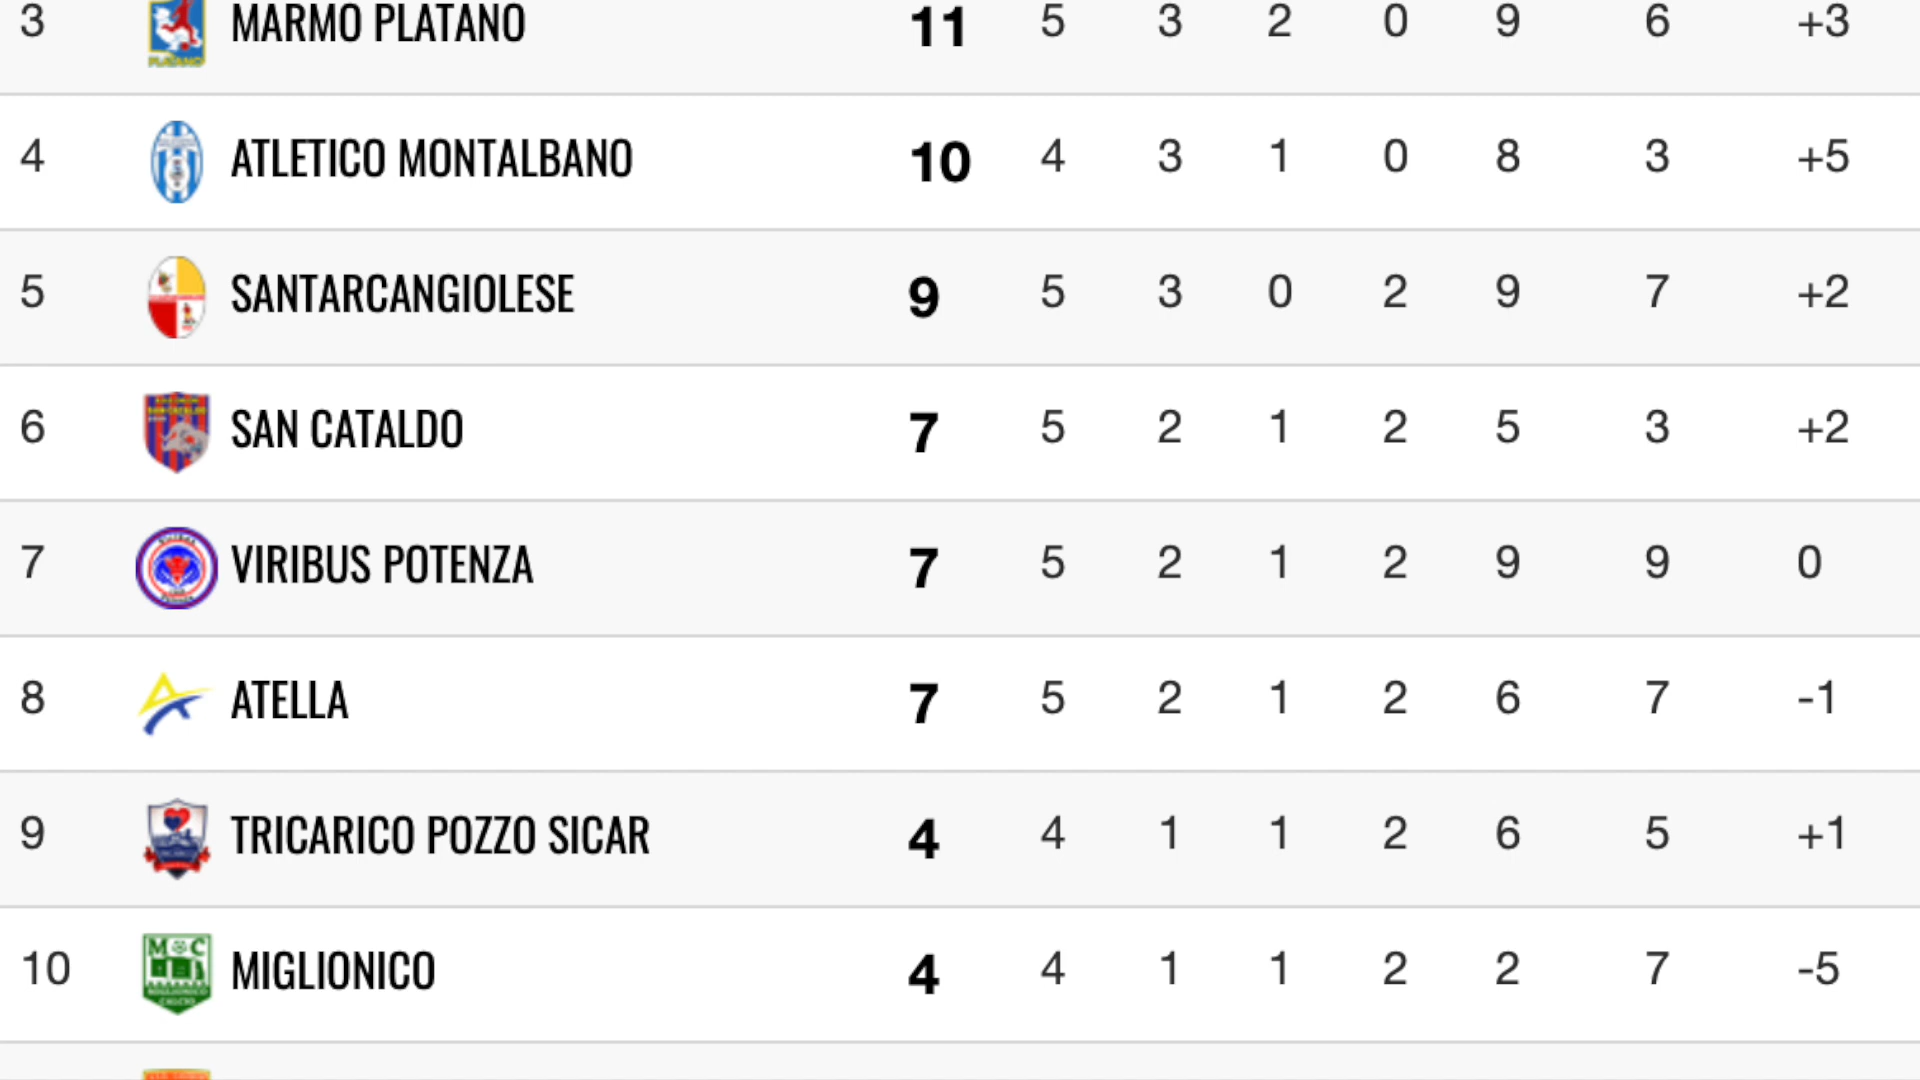 3 MARMO PLATANO 11 5 3 2 0 9 6 +3
4 ATLETICO MONTALBANO 10 4 3 1 0 8 3 +5
5 SANTARCANGIOLESE 9 5 3 0 2 9 7 +2
6 SAN CATALDO 7 5 2 1 2 5 3 +2
7 VIRIBUS POTENZA 7 5 2 1 2 9 9 0
8 ATELLA 7 5 2 1 2 6 7 -1
9 TRICARICO POZZO SICAR 4 4 1 1 2 6 5 +1
M C
10 MIGLIONICO 4 4 1 1 2 2 7 -5